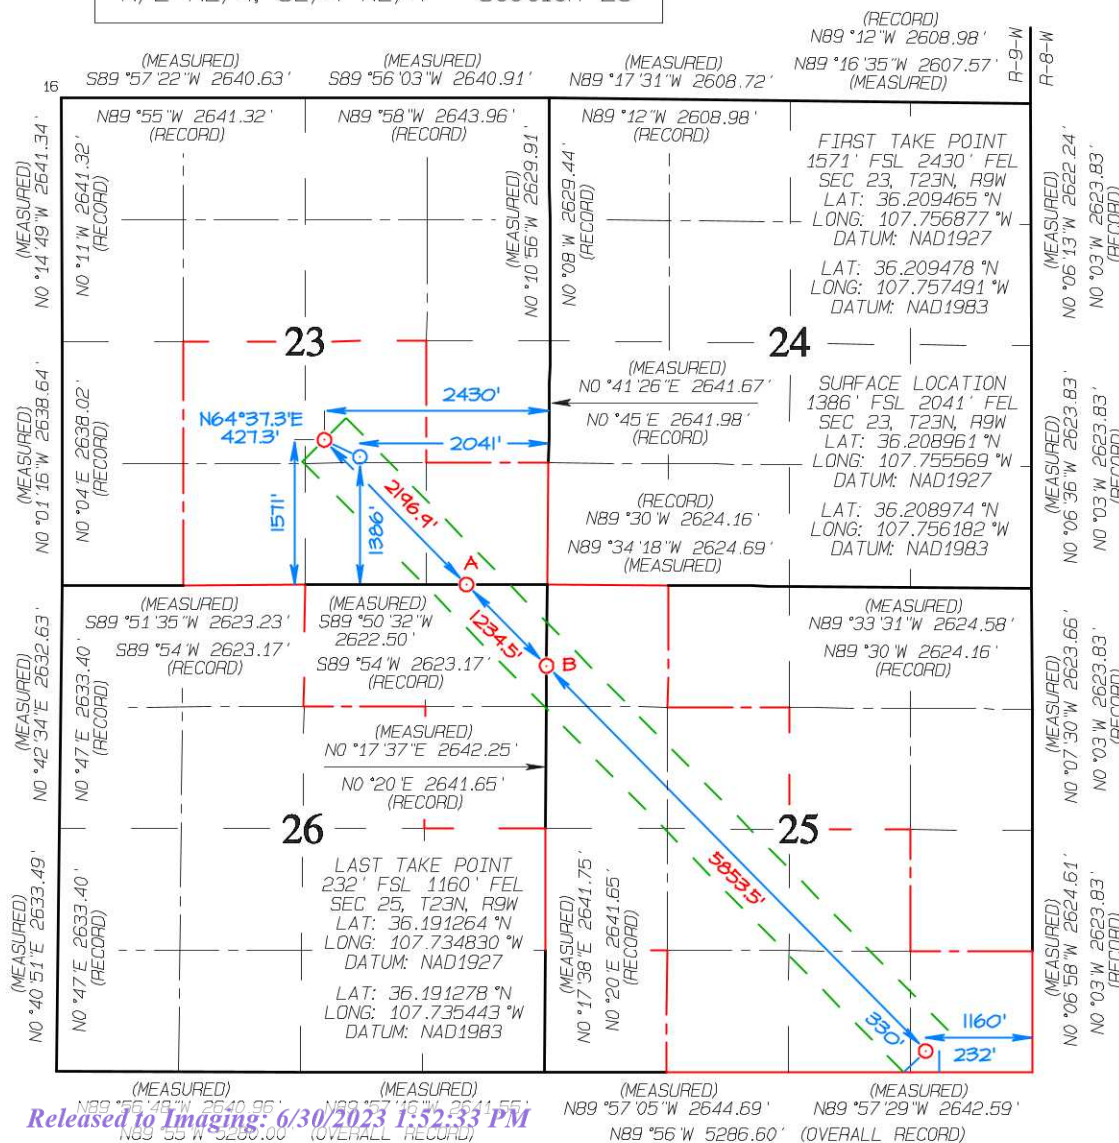 (RECORD)
N89°12'W 2608.98'
(MEASURED)
S89°57'22"W 2640.63'
(MEASURED)
S89°56'03"W 2640.91'
(MEASURED)
N89°17'31"W 2608.72'
N89°16'35"W 2607.57'
(MEASURED)
R-9-W
R-8-W
16
N89°55"W 2641.32'
(RECORD)
N89°58"W 2643.96'
(RECORD)
N89°12"W 2608.98'
(RECORD)
(MEASURED)
N0°14'49"W 2641.34'
N0°11'W 2641.32'
(RECORD)
(MEASURED)
N0°10'56"W 2629.91'
N0°08'W 2629.44'
(RECORD)
FIRST TAKE POINT
1571' FSL 2430' FEL
SEC 23, T23N, R9W
LAT: 36.209465°N
LONG: 107.756877°W
DATUM: NAD1927
LAT: 36.209478°N
LONG: 107.757491°W
DATUM: NAD1983
(MEASURED)
N0°06'13"W 2622.24'
N0°03'W 2623.83'
(RECORD)
23
24
(MEASURED)
N0°01'16"W 2638.64'
N0°04'E 2638.02'
(RECORD)
N64°37.3'E
427.3'
2430'
2041'
1571'
1386'
2196.9'
(MEASURED)
N0°41'26"E 2641.67'
N0°45'E 2641.98'
(RECORD)
(RECORD)
N89°30'W 2624.16'
N89°34'18"W 2624.69'
(MEASURED)
SURFACE LOCATION
1386' FSL 2041' FEL
SEC 23, T23N, R9W
LAT: 36.208961°N
LONG: 107.755569°W
DATUM: NAD1927
LAT: 36.208974°N
LONG: 107.756182°W
DATUM: NAD1983
(MEASURED)
N0°06'36"W 2623.83'
N0°03'W 2623.83'
(RECORD)
A
(MEASURED)
S89°51'35"W 2623.23'
S89°54'W 2623.17'
(RECORD)
(MEASURED)
S89°50'32"W
2622.50'
S89°54'W 2623.17'
(RECORD)
1234.5'
B
(MEASURED)
N89°33'31"W 2624.58'
N89°30'W 2624.16'
(RECORD)
(MEASURED)
N0°42'34"E 2632.63'
N0°47'E 2633.40'
(RECORD)
(MEASURED)
N0°17'37"E 2642.25'
N0°20'E 2641.65'
(RECORD)
(MEASURED)
N0°07'30"W 2623.66'
N0°03'W 2623.83'
(RECORD)
26
25
(MEASURED)
N0°40'51"E 2633.49'
N0°47'E 2633.40'
(RECORD)
LAST TAKE POINT
232' FSL 1160' FEL
SEC 25, T23N, R9W
LAT: 36.191264°N
LONG: 107.734830°W
DATUM: NAD1927
LAT: 36.191278°N
LONG: 107.735443°W
DATUM: NAD1983
(MEASURED)
N0°17'38"E 2641.75'
N0°20'E 2641.65'
(RECORD)
5853.5'
330'
1160'
232'
(MEASURED)
N0°06'58"W 2624.61'
N0°03'W 2623.83'
(RECORD)
(MEASURED)
N89°56'48"W 2640.96'
(MEASURED)
N89°57'16"W 2641.55'
(MEASURED)
N89°57'05"W 2644.69'
(MEASURED)
N89°57'29"W 2642.59'
Released to Imaging: 6/30/2023 1:52:33 PM
N89°55'W 5280.00' (OVERALL RECORD)
N89°56'W 5286.60' (OVERALL RECORD)